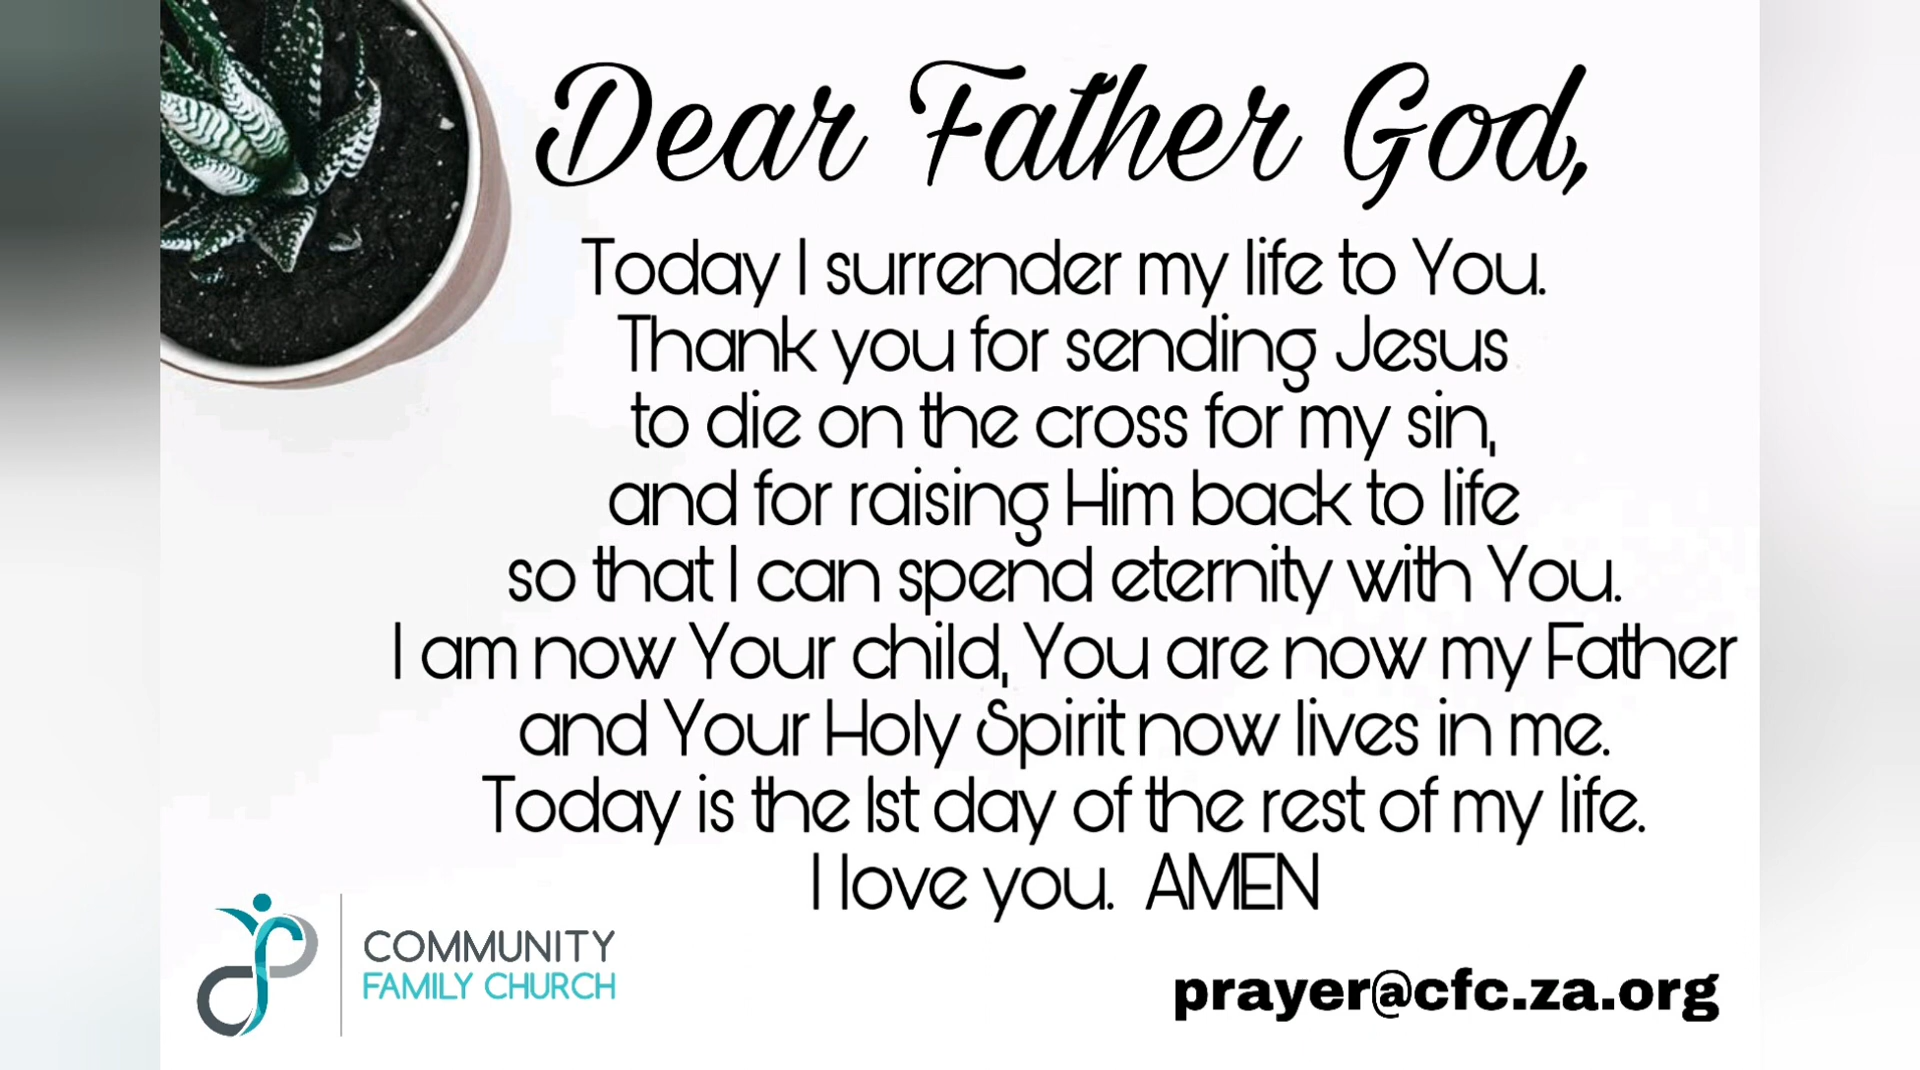 Dear Father God,
Today I surrender my life to You.
Thank you for sending Jesus
to die on the cross for my sin,
and for raising Him back to life
so that I can spend eternity with You.
I am now Your child, You are now my Father
and Your Holy Spirit now lives in me.
Today is the 1st day of the rest of my life.
I love you. AMEN
COMMUNITY
FAMILY CHURCH
prayer@cfc.za.org